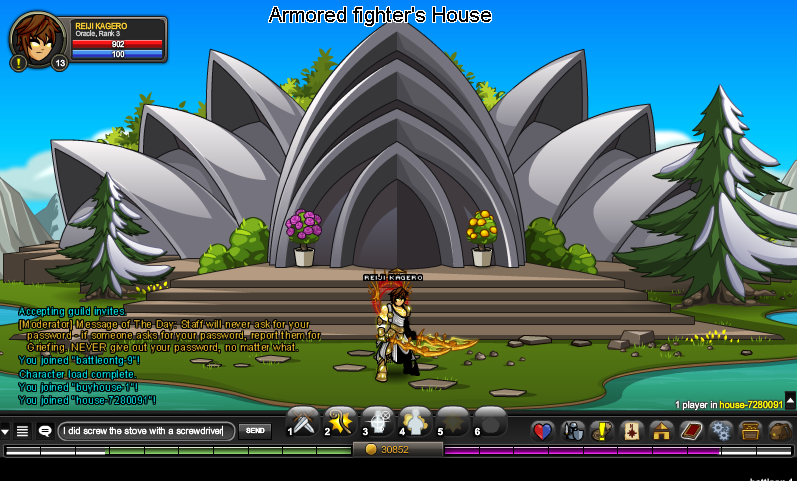 Armored fighter's House
REIJI KAGERO
Oracle, Rank 3
902
100
13
REIJI KAGERO
Accepting guild invites.
[Moderator] Message of The Day: Staff will never ask for your
password - if someone asks for your password, report them for
Griefing. NEVER give out your password, no matter what.
You joined "battleontg-9"!
Character load complete.
You joined "buyhouse-1"!
You joined "house-7280091"!
1 player in house-7280091
I did screw the stove with a screwdriver
SEND
1 2 3 4 5 6
30852